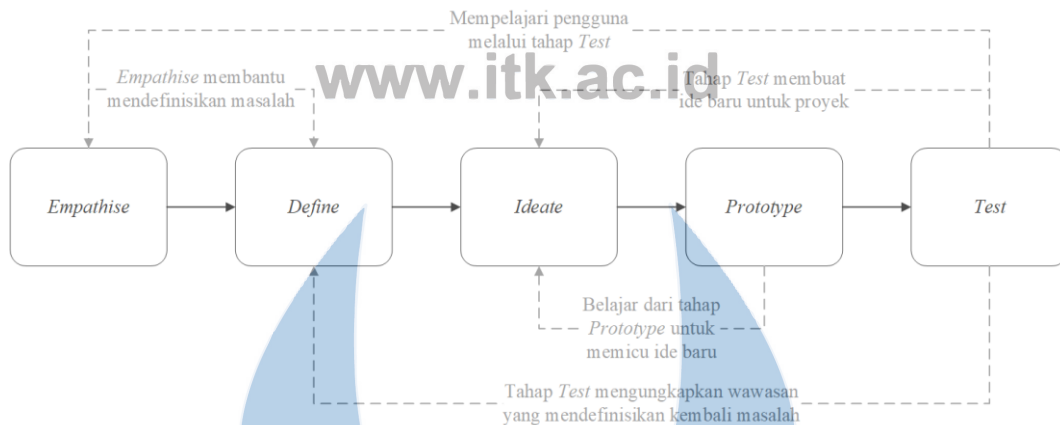 Mempelajari pengguna
melalui tahap Test
www.itk.ac.id
Empathise membantu
mendefinisikan masalah
Tahap Test membuat
ide baru untuk proyek
Empathise
Define
Ideate
Prototype
Test
Belajar dari tahap
Prototype untuk
memicu ide baru
Tahap Test mengungkapkan wawasan
yang mendefinisikan kembali masalah